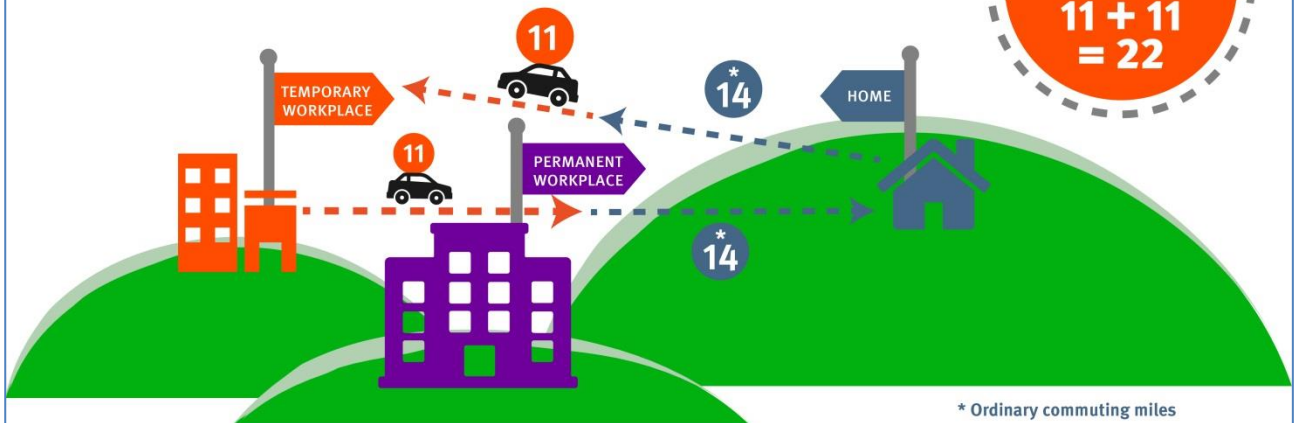 11 + 11
= 22
11
*
14
HOME
TEMPORARY
WORKPLACE
11
PERMANENT
WORKPLACE
*
14
* Ordinary commuting miles